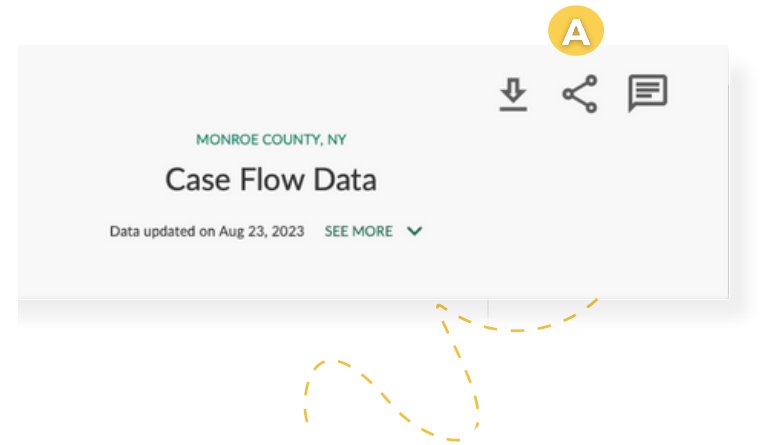 A
MONROE COUNTY, NY
Case Flow Data
Data updated on Aug 23, 2023 SEE MORE